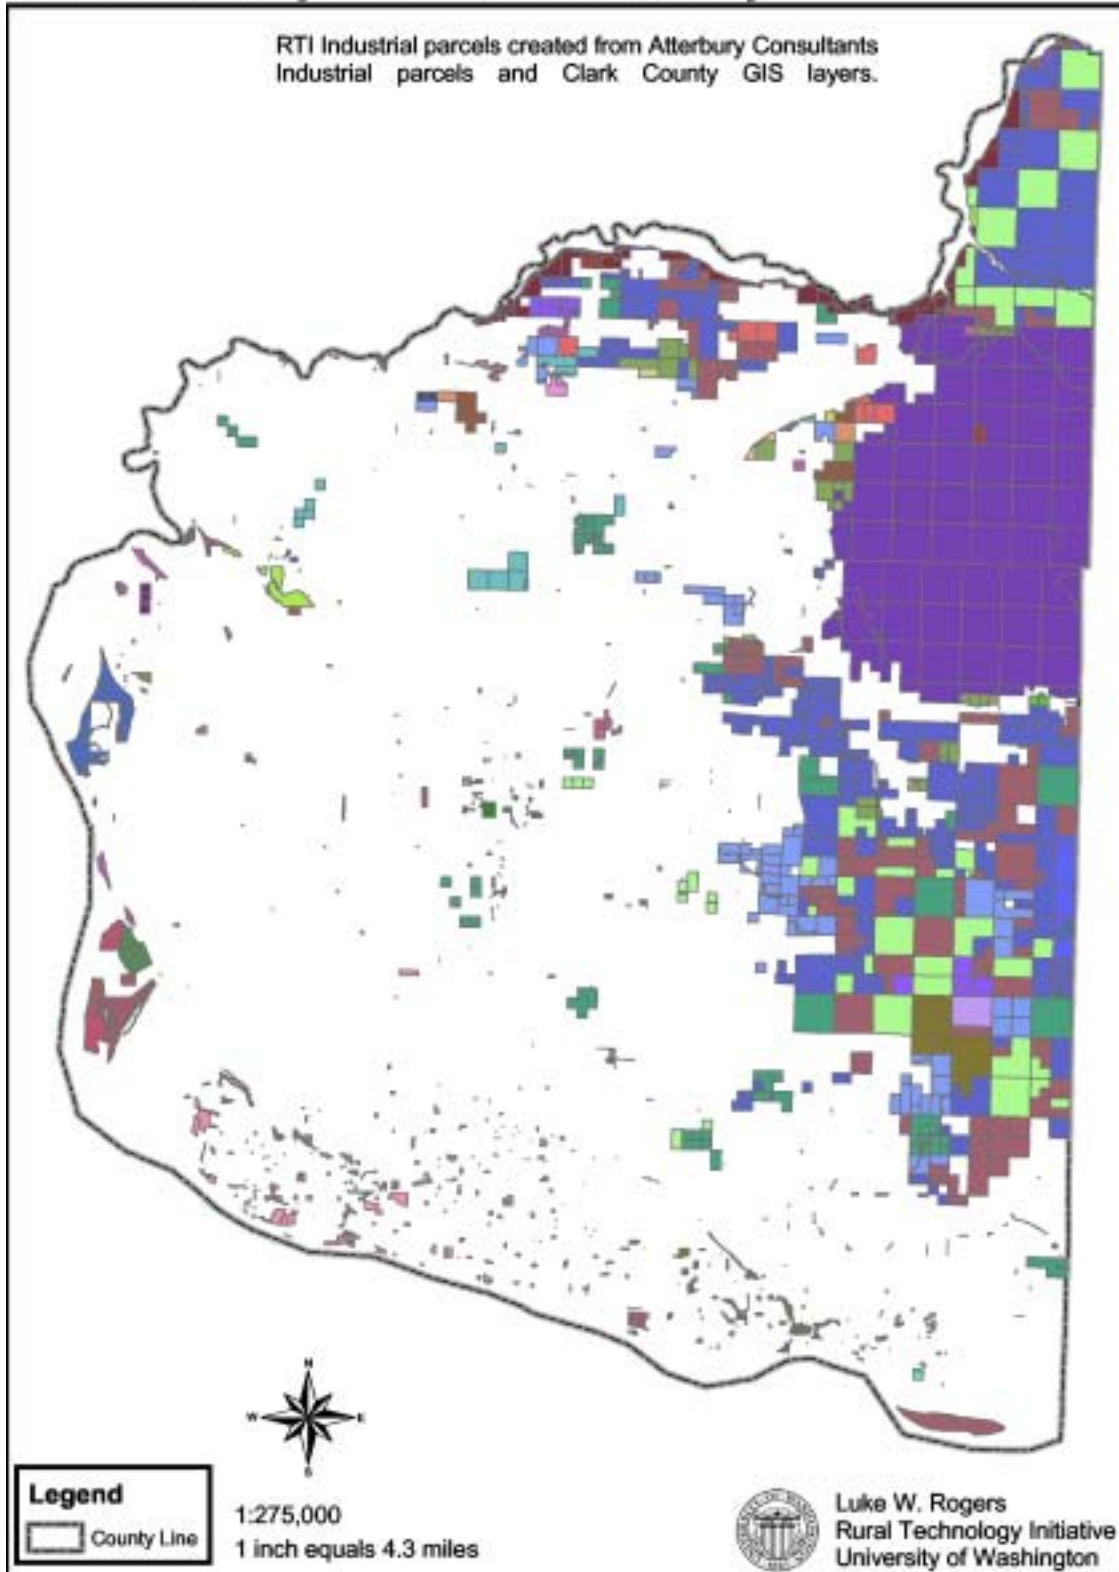 RTI Industrial parcels created from Atterbury Consultants
Industrial parcels and Clark County GIS layers.
N
W E
S
Legend
County Line
1:275,000
1 inch equals 4.3 miles
Luke W. Rogers
Rural Technology Initiative
University of Washington